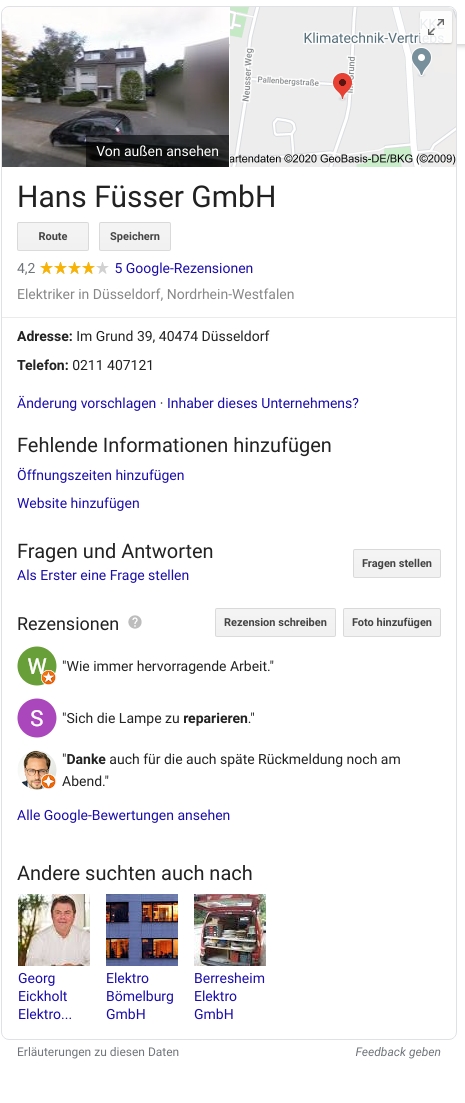 Klimatechnik-Vertrieb
Neusser Weg
Pallenbergstraße
Im Grund
Von außen ansehen
artendaten ©2020 GeoBasis-DE/BKG (©2009)
Hans Füsser GmbH
Route
Speichern
4,2 5 Google-Rezensionen
Elektriker in Düsseldorf, Nordrhein-Westfalen
Adresse: Im Grund 39, 40474 Düsseldorf
Telefon: 0211 407121
Änderung vorschlagen · Inhaber dieses Unternehmens?
Fehlende Informationen hinzufügen
Öffnungszeiten hinzufügen
Website hinzufügen
Fragen und Antworten
Fragen stellen
Als Erster eine Frage stellen
Rezensionen ?
Rezension schreiben
Foto hinzufügen
W
"Wie immer hervorragende Arbeit."
S
"Sich die Lampe zu reparieren."
"Danke auch für die auch späte Rückmeldung noch am
Abend."
Alle Google-Bewertungen ansehen
Andere suchten auch nach
Georg
Eickholt
Elektro...
Elektro
Bömelburg
GmbH
Berresheim
Elektro
GmbH
Erläuterungen zu diesen Daten
Feedback geben